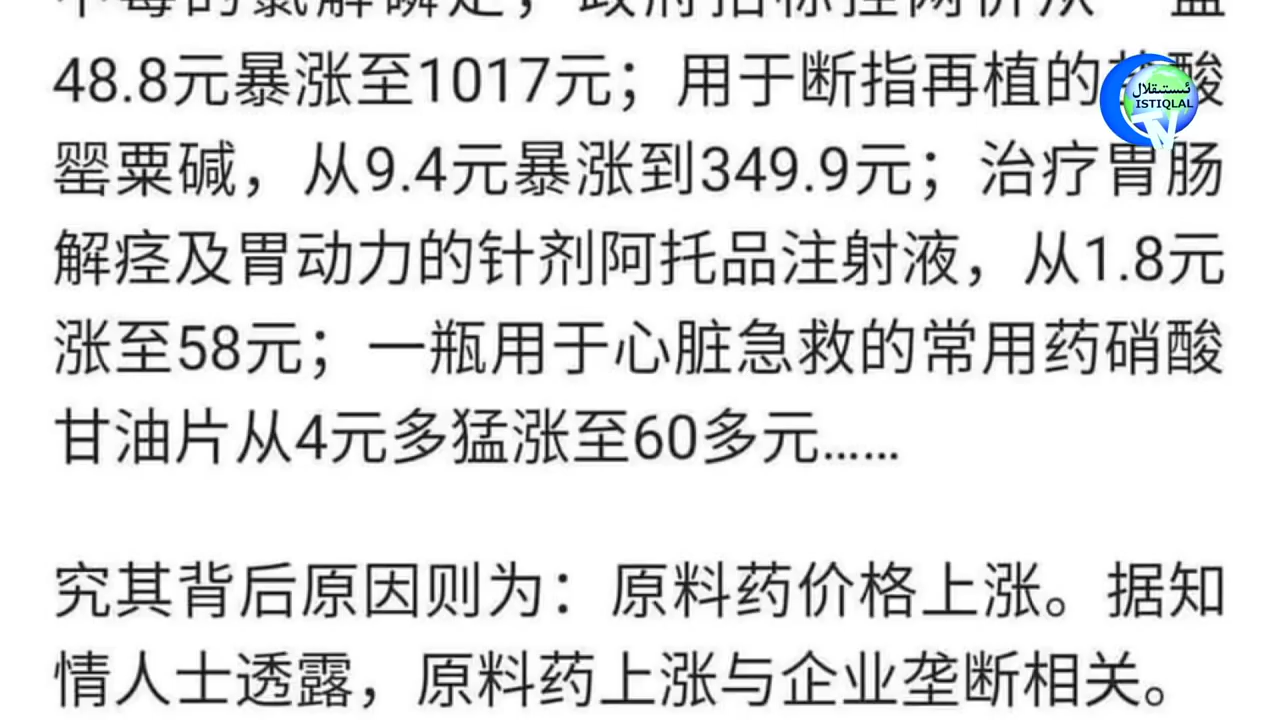 48.8元暴涨至1017元；用于断指再植的盐酸
罂粟碱，从9.4元暴涨到349.9元；治疗胃肠
解痉及胃动力的针剂阿托品注射液，从1.8元
涨至58元；一瓶用于心脏急救的常用药硝酸
甘油片从4元多猛涨至60多元……
究其背后原因则为：原料药价格上涨。据知
情人士透露，原料药上涨与企业垄断相关。
ئىستىقلال
ISTIQLAL
TV